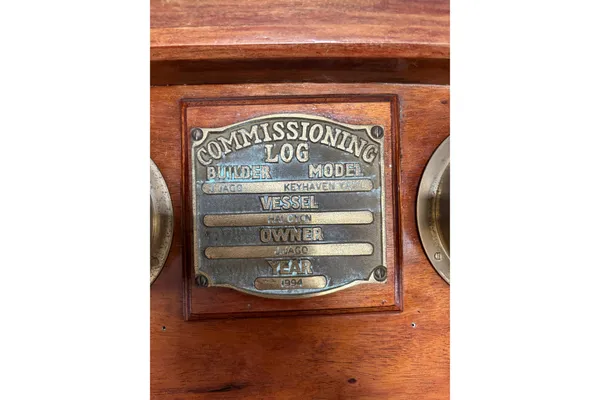 COMMISSIONING
LOG
BUILDER MODEL
J JAGO KEYHAVEN
VESSEL
HALCYON
OWNER
J JAGO
YEAR
1994